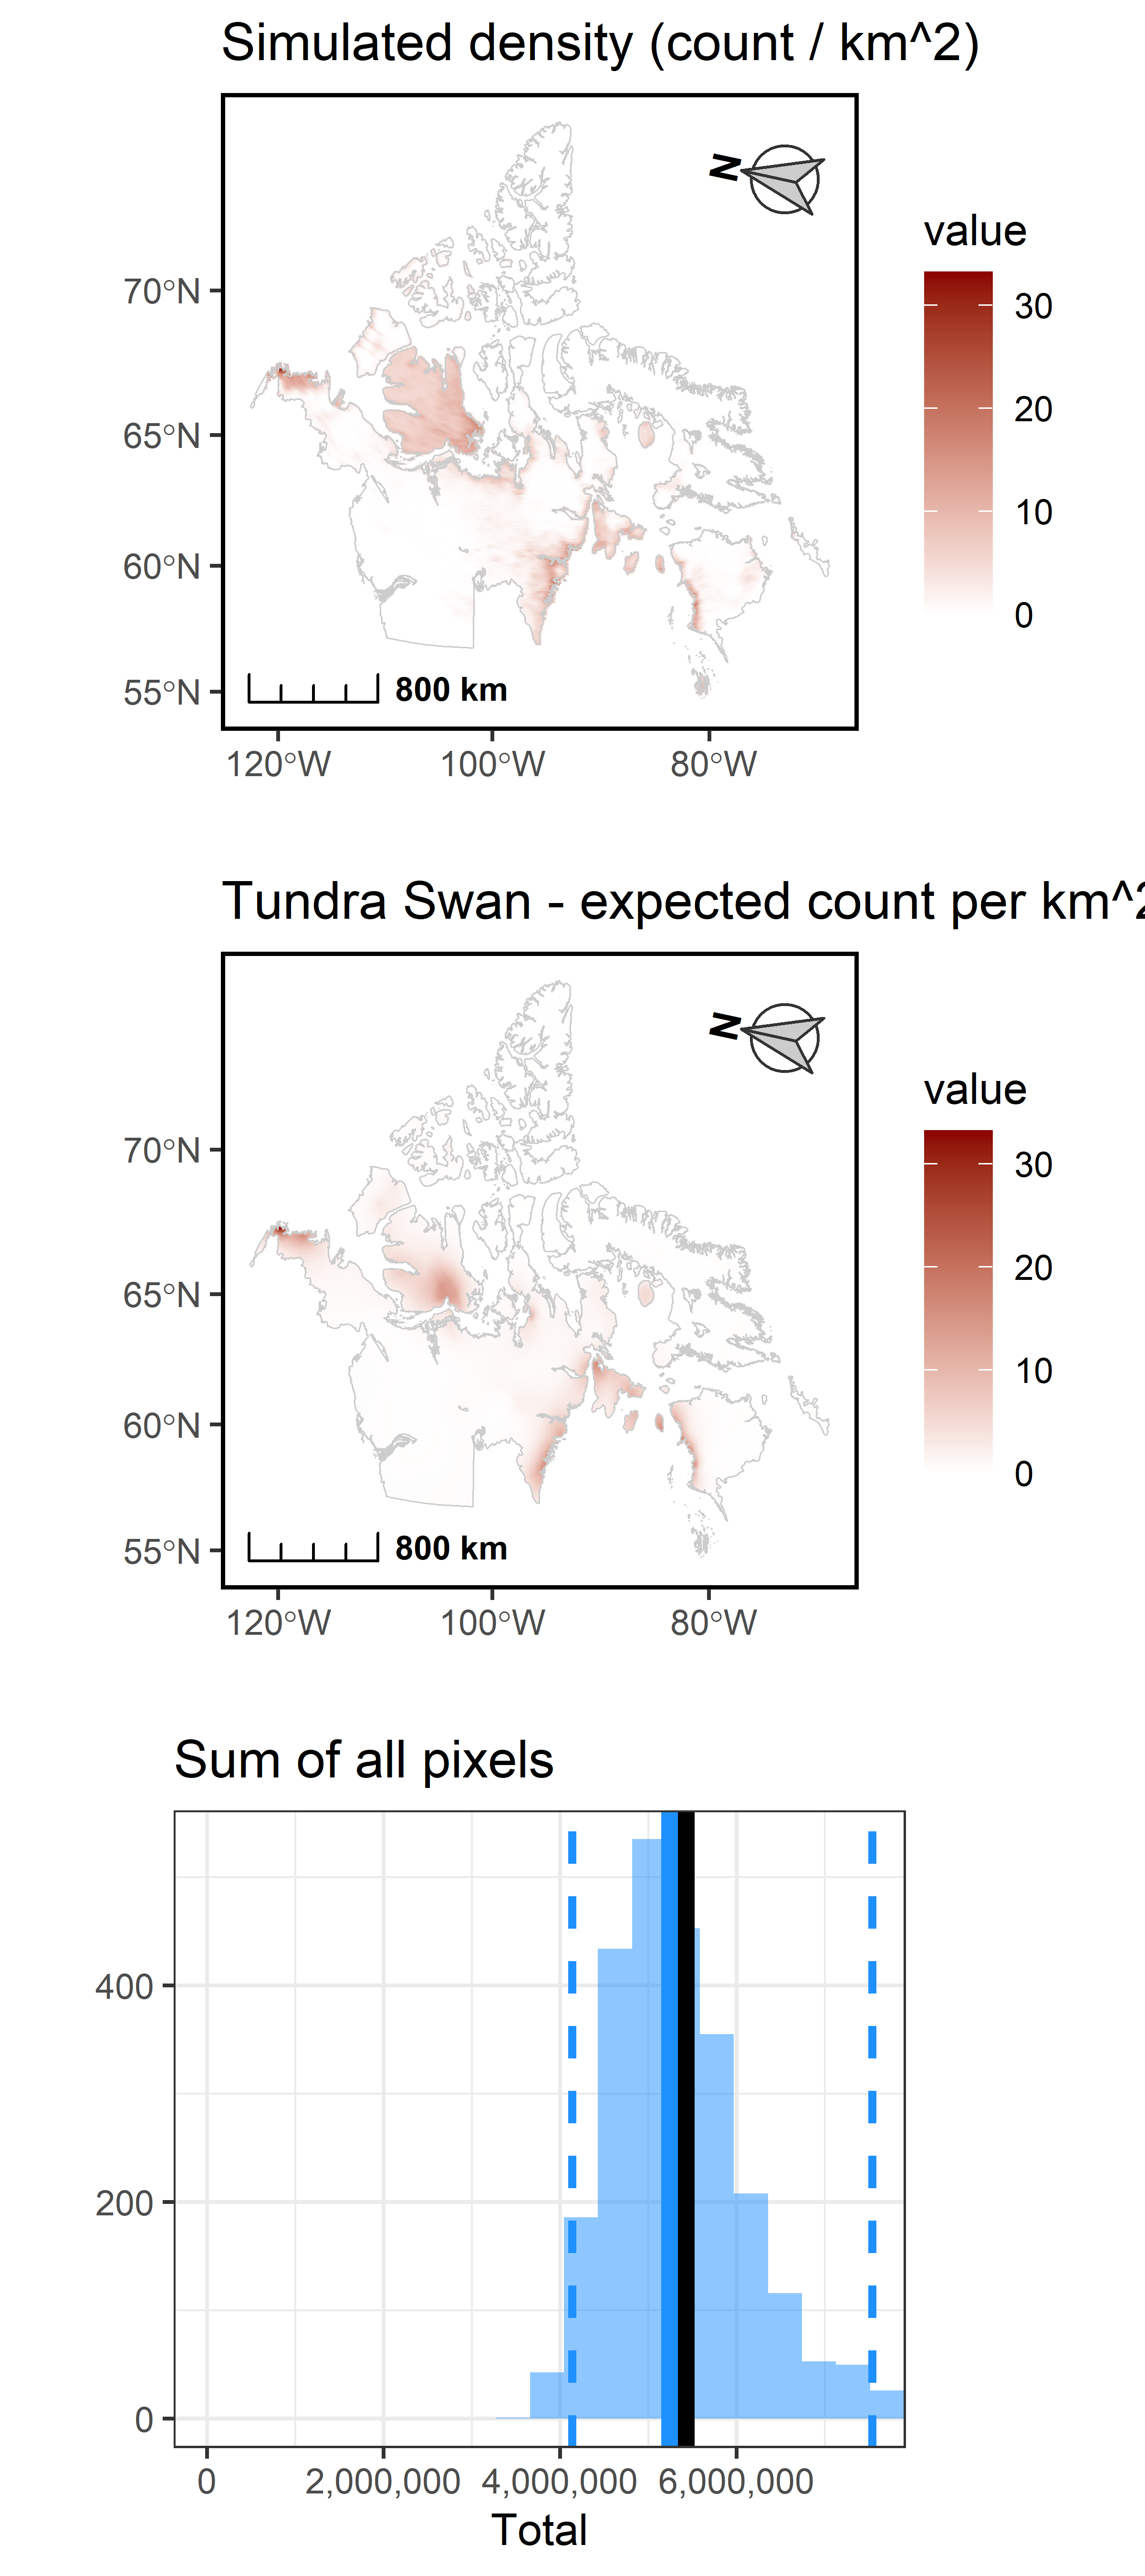 Simulated density (count / km^2)
N
value
30
20
10
0
70°N
65°N
60°N
55°N
800 km
120°W 100°W 80°W
Tundra Swan - expected count per km^2
N
value
30
20
10
0
70°N
65°N
60°N
55°N
800 km
120°W 100°W 80°W
Sum of all pixels
400
200
0
0 2,000,000 4,000,000 6,000,000
Total